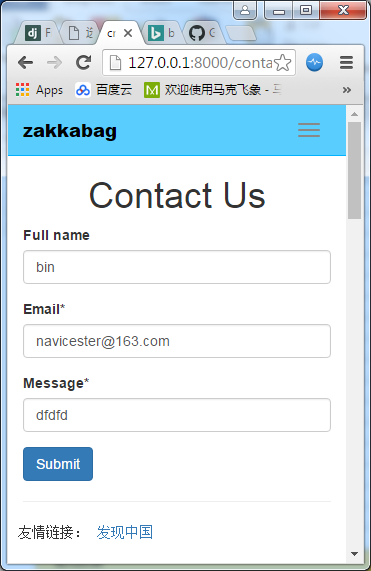 dj F
cr
b
G
127.0.0.1:8000/conta
Apps 百度云 欢迎使用马克飞象 -
zakkabag
Contact Us
Full name
bin
Email*
navicester@163.com
Message*
dfdfd
Submit
友情链接： 发现中国